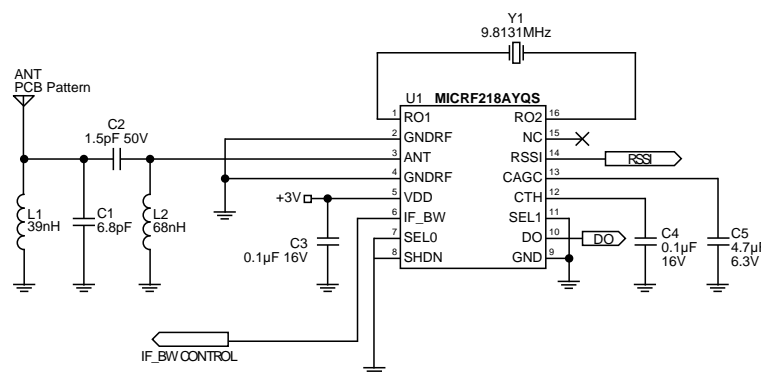 Y1
9.8131MHz
ANT
PCB Pattern
U1 MICRF218AYQS
C2
1.5pF 50V
1 RO1
RO2 16
2 GNDRF
NC 15
3 ANT
RSSI 14
RSSI
4 GNDRF
CAGC 13
+3V
5 VDD
CTH 12
6 IF_BW
SEL1 11
7 SEL0
DO 10
DO
8 SHDN
GND 9
L1
39nH
C1
6.8pF
L2
68nH
C3
0.1µF 16V
C4
0.1µF
16V
C5
4.7µF
6.3V
IF_BW CONTROL